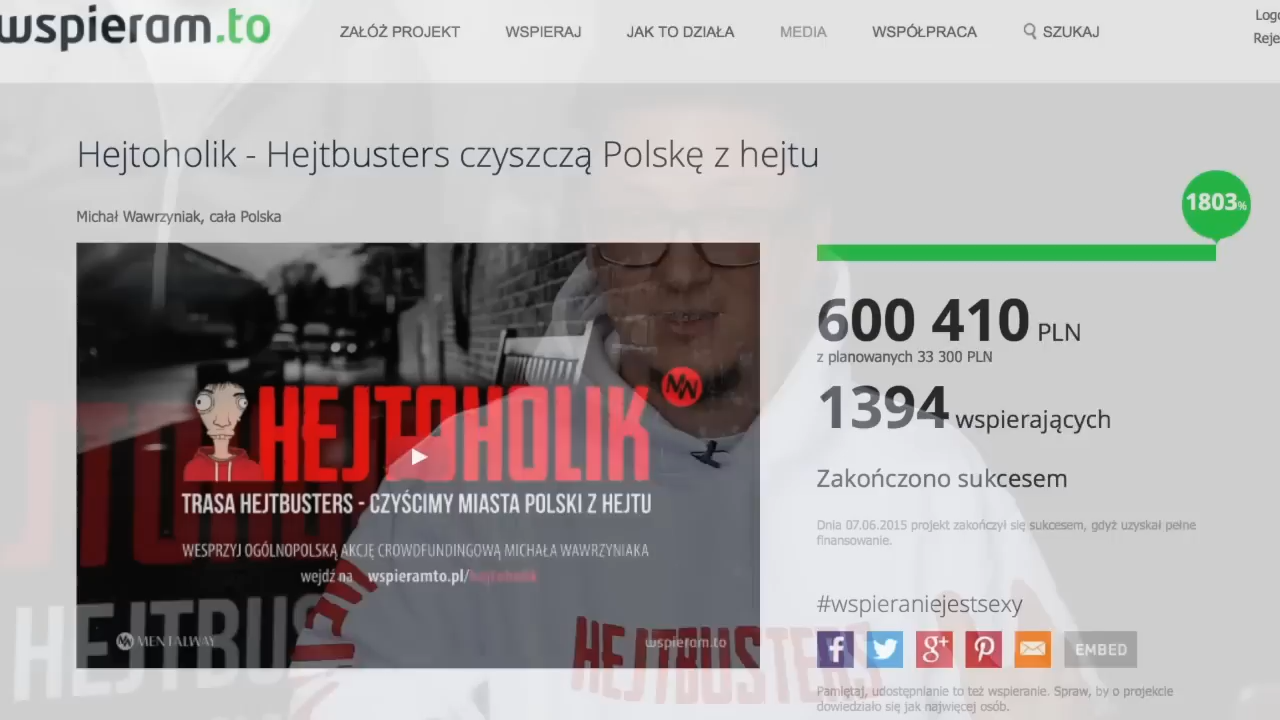 wspieram.to
ZAŁÓŻ PROJEKT
WSPIERAJ
JAK TO DZIAŁA
MEDIA
WSPÓŁPRACA
SZUKAJ
Hejtoholik - Hejtbusters czyszczą Polskę z hejtu
Michał Wawrzyniak, cała Polska
1803%
600 410 PLN
z planowanych 33 300 PLN
1394 wspierających
Zakończono sukcesem
Dnia 07.06.2015 projekt zakończył się sukcesem, gdyż uzyskał pełne
finansowanie.
MW
HEJTOHOLIK
TRASA HEJTBUSTERS - CZYŚCIMY MIASTA POLSKI Z HEJTU
WESPRZYJ OGÓLNOPOLSKĄ AKCJĘ CROWDFUNDINGOWĄ MICHAŁA WAWRZYNIAKA
wejdź na wspieramto.pl/hejtoholik
MENTALWAY
wspieram.to
HEJTBUSTERS
#wspieraniejestsexy
EMBED
Pamiętaj, udostępnianie to też wspieranie. Spraw, by o projekcie
dowiedziało się jak najwięcej osób.